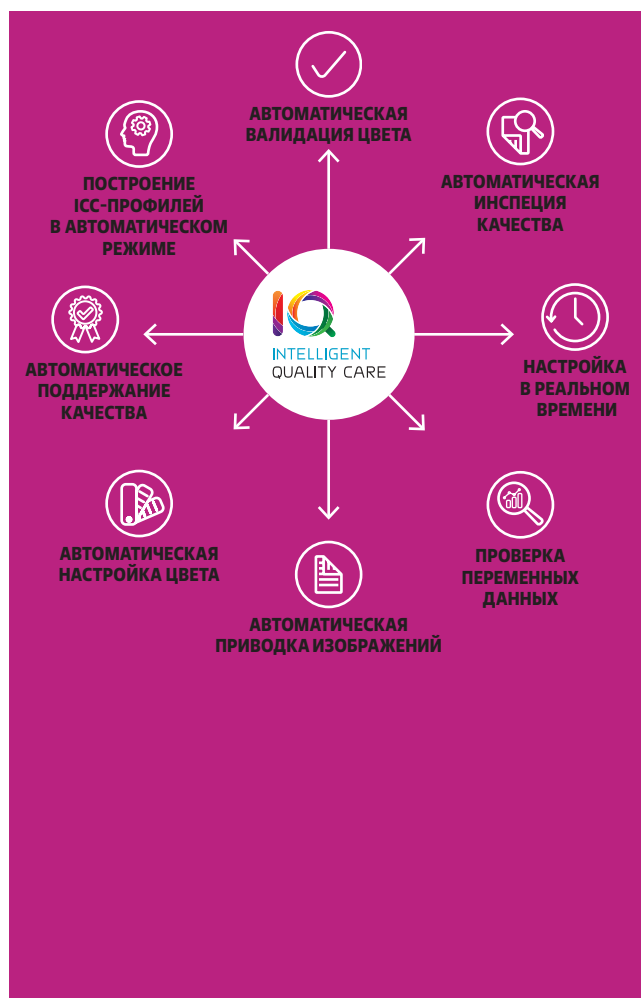 АВТОМАТИЧЕСКАЯ
ВАЛИДАЦИЯ ЦВЕТА
ПОСТРОЕНИЕ
ICC-ПРОФИЛЕЙ
В АВТОМАТИЧЕСКОМ
РЕЖИМЕ
АВТОМАТИЧЕСКАЯ
ИНСПЕЦИЯ
КАЧЕСТВА
IQ
INTELLIGENT
QUALITY CARE
АВТОМАТИЧЕСКОЕ
ПОДДЕРЖАНИЕ
КАЧЕСТВА
НАСТРОЙКА
В РЕАЛЬНОМ
ВРЕМЕНИ
АВТОМАТИЧЕСКАЯ
НАСТРОЙКА ЦВЕТА
ПРОВЕРКА
ПЕРЕМЕННЫХ
ДАННЫХ
АВТОМАТИЧЕСКАЯ
ПРИВОДКА ИЗОБРАЖЕНИЙ